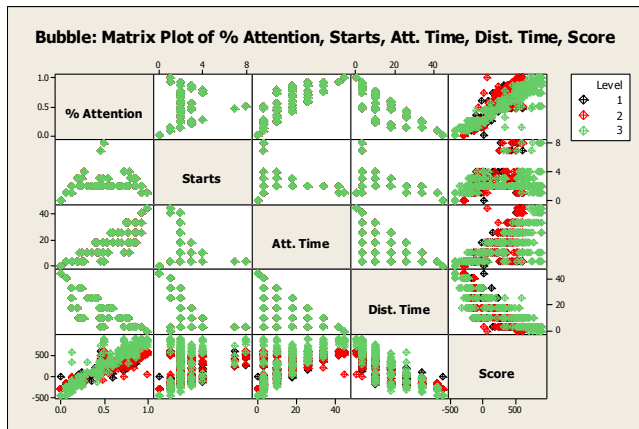 Bubble: Matrix Plot of % Attention, Starts, Att. Time, Dist. Time, Score
0 4 8 0 20 40
1.0
0.5
0.0
% Attention
Level
1
2
3
Starts
8
4
0
40
20
0
Att. Time
Dist. Time
40
20
0
500
0
-500
Score
0.0 0.5 1.0 0 20 40 -500 0 500